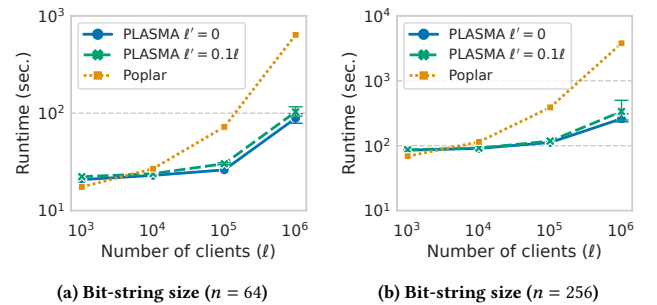 PLASMA ℓ′ = 0
PLASMA ℓ′ = 0.1ℓ
Poplar
Runtime (sec.)
10²
10¹
10³ 10⁴ 10⁵ 10⁶
Number of clients (ℓ)
(a) Bit-string size (n = 64)
PLASMA ℓ′ = 0
PLASMA ℓ′ = 0.1ℓ
Poplar
Runtime (sec.)
10⁴
10³
10²
10¹
10³ 10⁴ 10⁵ 10⁶
Number of clients (ℓ)
(b) Bit-string size (n = 256)